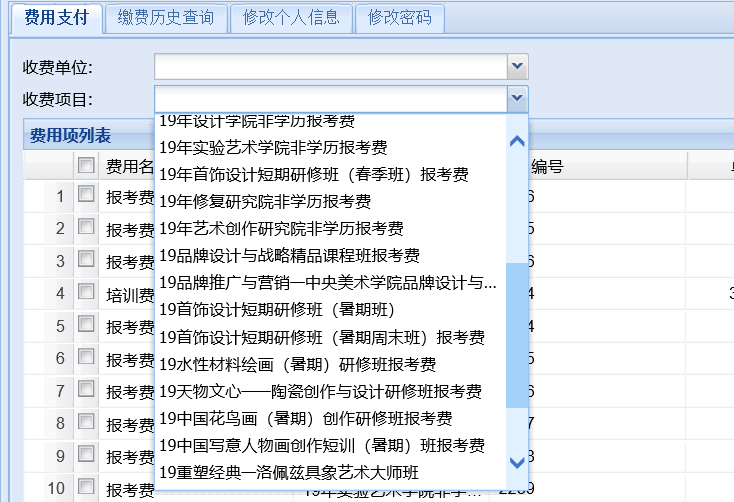 费用支付 缴费历史查询 修改个人信息 修改密码
收费单位:
收费项目:
19年设计学院非学历报考费
19年实验艺术学院非学历报考费
19年首饰设计短期研修班（春季班）报考费
19年修复研究院非学历报考费
19年艺术创作研究院非学历报考费
19品牌设计与战略精品课程班报考费
19品牌推广与营销—中央美术学院品牌设计与...
19首饰设计短期研修班（暑期班）
19首饰设计短期研修班（暑期周末班）报考费
19水性材料绘画（暑期）研修班报考费
19天物文心——陶瓷创作与设计研修班报考费
19中国花鸟画（暑期）创作研修班报考费
19中国写意人物画创作短训（暑期）班报考费
19重塑经典—洛佩兹具象艺术大师班
费用项列表
费用名 编号
1 报考费 6
2 报考费 5
3 报考费 6
4 培训费 4 3
5 报考费 4
6 报考费 5
7 报考费 6
8 报考费 7
9 报考费 8
10 报考费 19年实验艺术学院非学... 2269